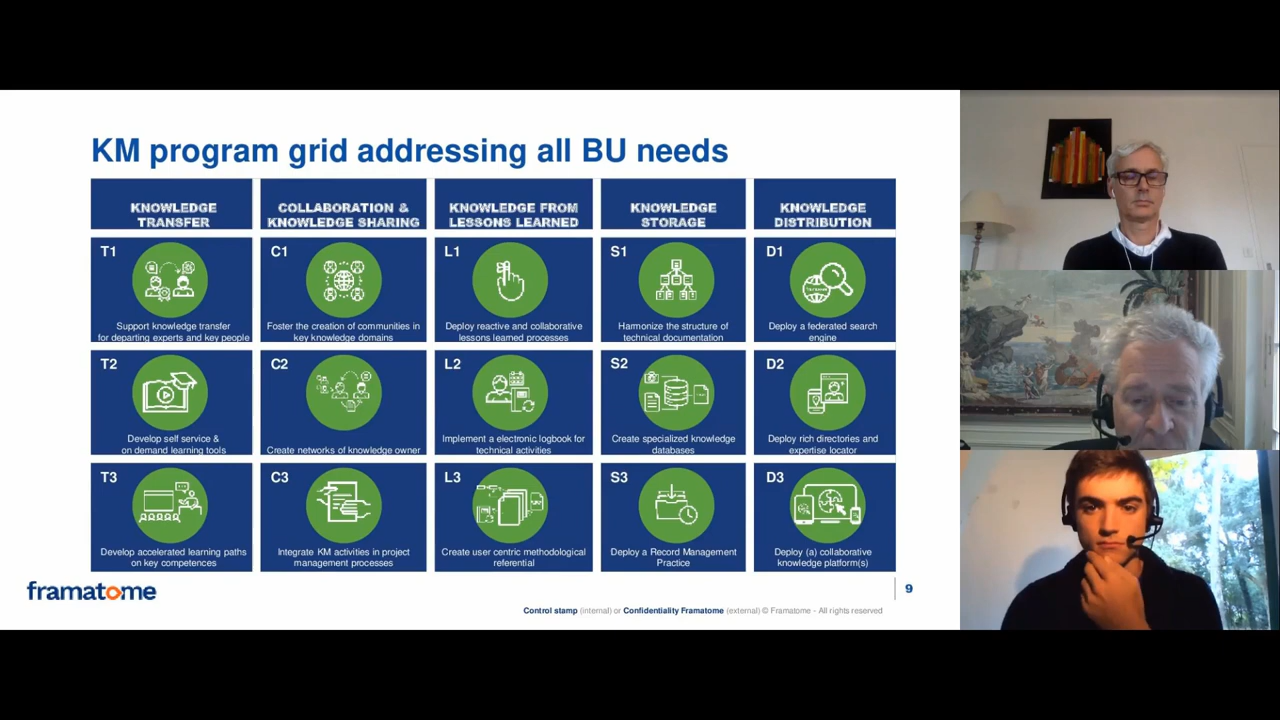 KM program grid addressing all BU needs
KNOWLEDGE
TRANSFER
COLLABORATION &
KNOWLEDGE SHARING
KNOWLEDGE FROM
LESSONS LEARNED
KNOWLEDGE
STORAGE
KNOWLEDGE
DISTRIBUTION
T1
Support knowledge transfer
for departing experts and key people
C1
Foster the creation of communities in
key knowledge domains
L1
Deploy reactive and collaborative
lessons learned processes
S1
Harmonize the structure of
technical documentation
D1
Deploy a federated search
engine
T2
Develop self service &
on demand learning tools
C2
Create networks of knowledge owner
L2
Implement a electronic logbook for
technical activities
S2
Create specialized knowledge
databases
D2
Deploy rich directories and
expertise locator
T3
Develop accelerated learning paths
on key competences
C3
Integrate KM activities in project
management processes
L3
Create user centric methodological
referential
S3
Deploy a Record Management
Practice
D3
Deploy (a) collaborative
knowledge platform(s)
framatome
9
Control stamp (internal) or Confidentiality Framatome (external) © Framatome - All rights reserved